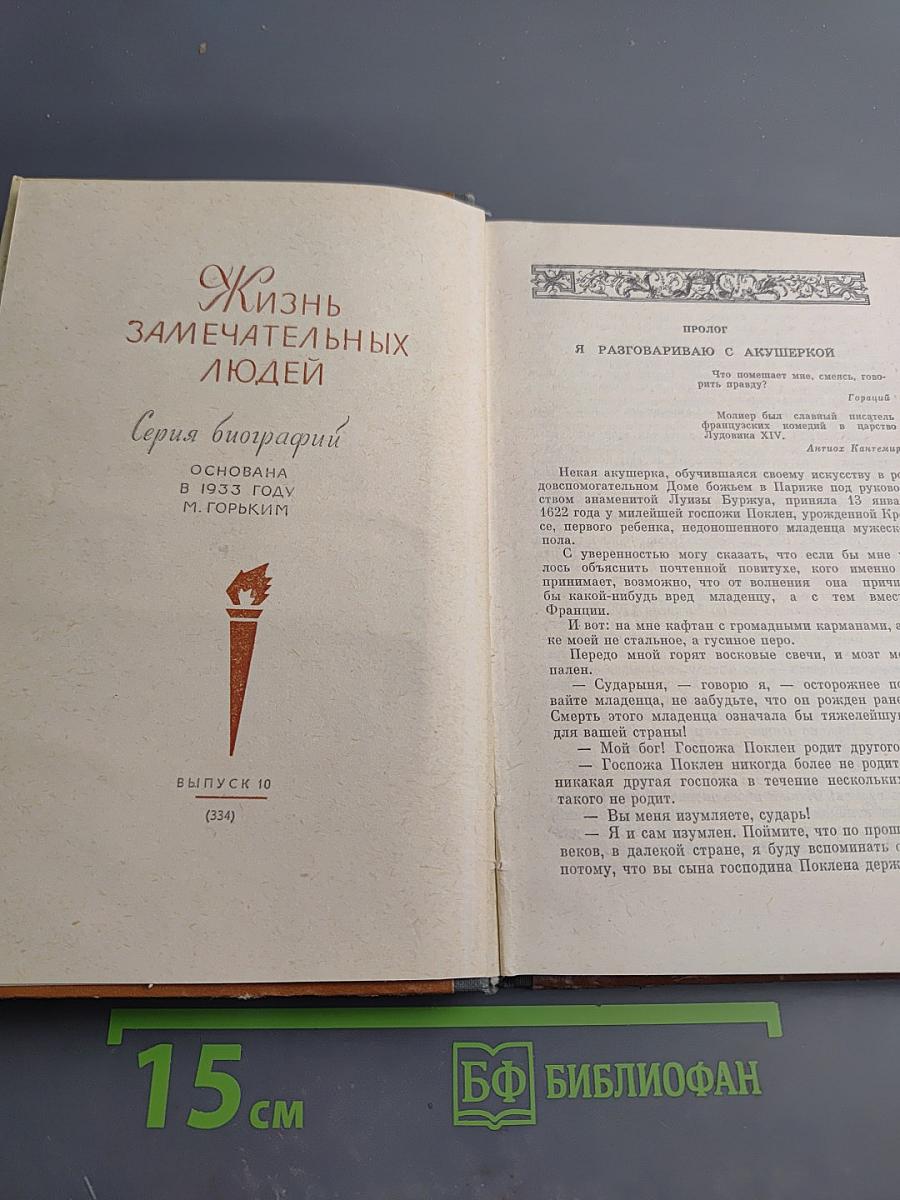 Жизнь
замечательных
людей
Серия биографий
основана
в 1933 году
М. Горьким
Выпуск 10
(334)
ПРОЛОГ
Я РАЗГОВАРИВАЮ С АКУШЕРКОЙ
Что помешает мне, смеясь, гово-
рить правду?
Гораций
Молиер был славный писатель
французских комедий в царство
Лудовика XIV.
Антиох Кантемир
Некая акушерка, обучившаяся своему искусству в ро
довспомогательном Доме божьем в Париже под руково
ством знаменитой Луизы Буржуа, приняла 13 янва
1622 года у милейшей госпожи Поклен, урожденной Кре
се, первого ребенка, недоношенного младенца мужеск
пола.
С уверенностью могу сказать, что если бы мне
лось объяснить почтенной повитухе, кого именно
принимает, возможно, что от волнения она причи
бы какой-нибудь вред младенцу, а с тем вмест
Франции.
И вот: на мне кафтан с громадными карманами, а
ке моей не стальное, а гусиное перо.
Передо мной горят восковые свечи, и мозг мо
пален.
— Сударыня, — говорю я, — осторожнее по
вайте младенца, не забудьте, что он рожден ране
Смерть этого младенца означала бы тяжелейшую
для вашей страны!
— Мой бог! Госпожа Поклен родит другого
— Госпожа Поклен никогда более не родит
никакая другая госпожа в течение нескольких
такого не родит.
— Вы меня изумляете, сударь!
— Я и сам изумлен. Поймите, что по прош
веков, в далекой стране, я буду вспоминать о
потому, что вы сына господина Поклена держ
15 см
БФ БИБЛИОФАН